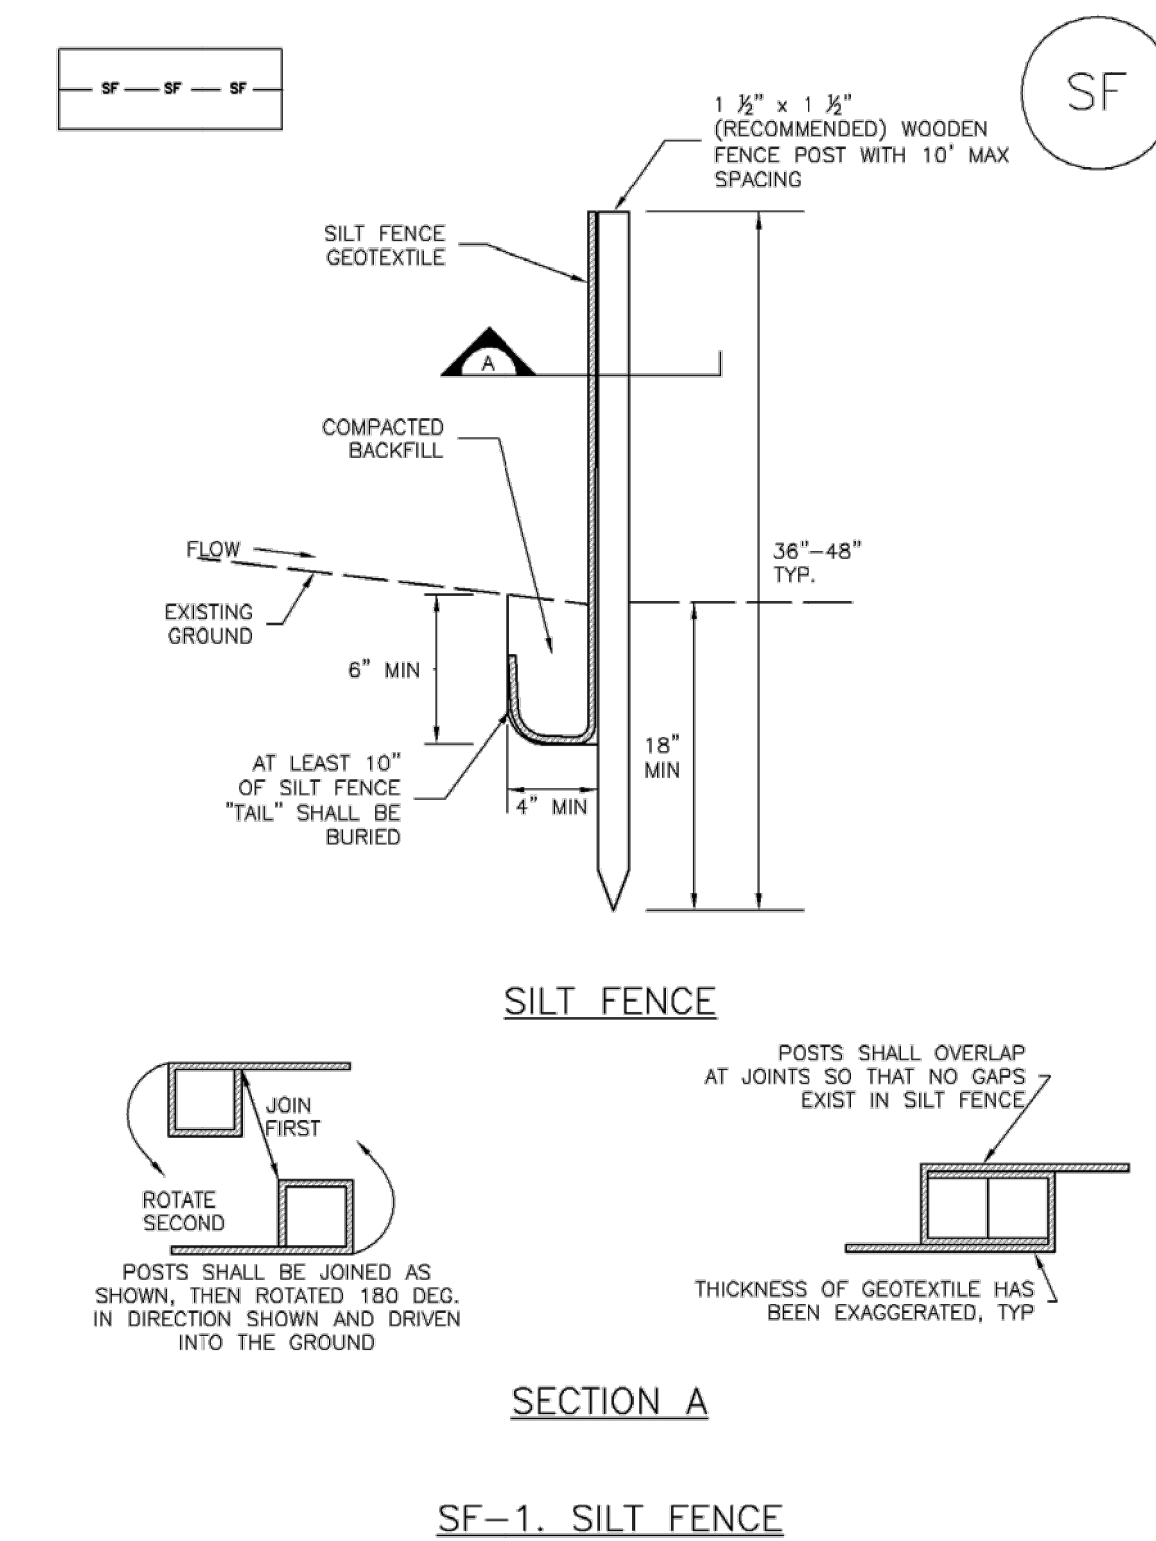 SF SF SF
SF
1 ½" x 1 ½"
(RECOMMENDED) WOODEN
FENCE POST WITH 10' MAX
SPACING
SILT FENCE
GEOTEXTILE
A
COMPACTED
BACKFILL
FLOW
36"-48"
TYP.
EXISTING
GROUND
6" MIN
18"
MIN
AT LEAST 10"
OF SILT FENCE
"TAIL" SHALL BE
BURIED
4" MIN
SILT FENCE
POSTS SHALL OVERLAP
AT JOINTS SO THAT NO GAPS
EXIST IN SILT FENCE
JOIN
FIRST
ROTATE
SECOND
POSTS SHALL BE JOINED AS
SHOWN, THEN ROTATED 180 DEG.
IN DIRECTION SHOWN AND DRIVEN
INTO THE GROUND
THICKNESS OF GEOTEXTILE HAS
BEEN EXAGGERATED, TYP
SECTION A
SF-1. SILT FENCE